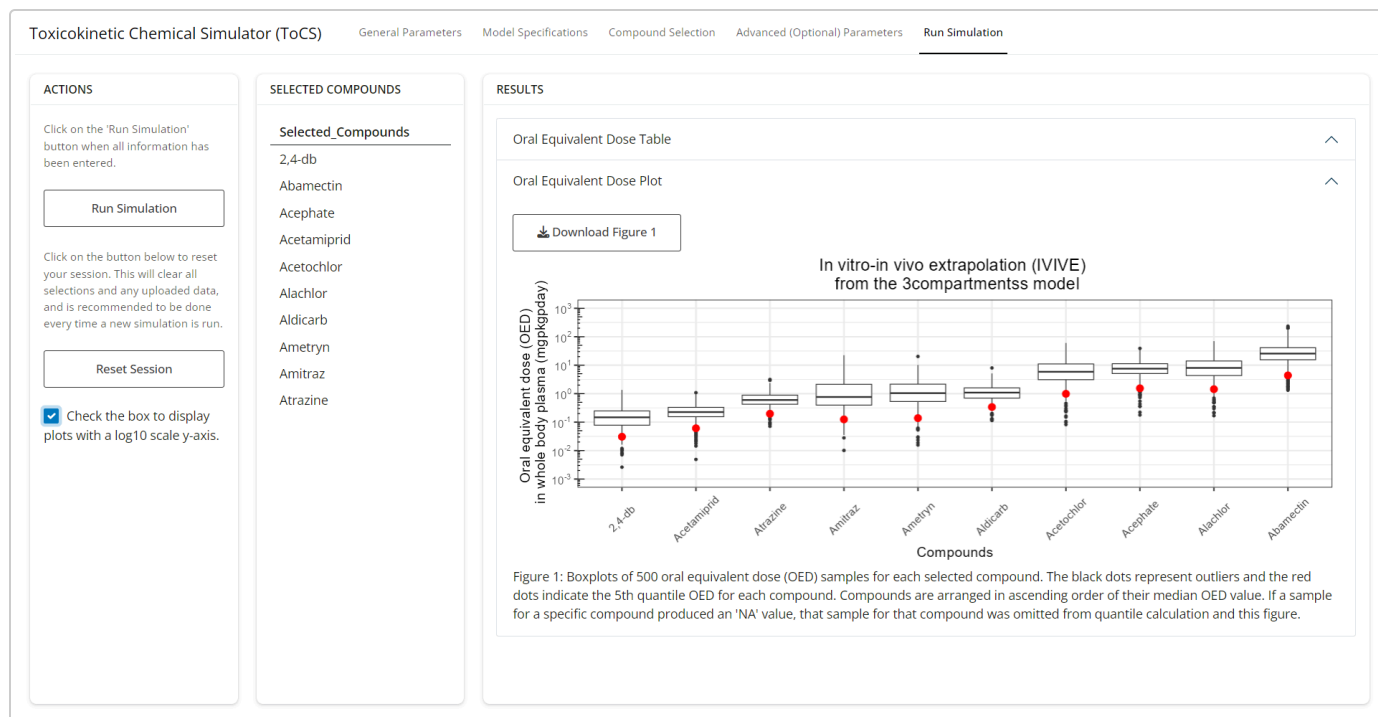 Toxicokinetic Chemical Simulator (ToCS)
General Parameters
Model Specifications
Compound Selection
Advanced (Optional) Parameters
Run Simulation
ACTIONS
Click on the 'Run Simulation'
button when all information has
been entered.
Run Simulation
Click on the button below to reset
your session. This will clear all
selections and any uploaded data,
and is recommended to be done
every time a new simulation is run.
Reset Session
Check the box to display
plots with a log10 scale y-axis.
SELECTED COMPOUNDS
Selected_Compounds
2,4-db
Abamectin
Acephate
Acetamiprid
Acetochlor
Alachlor
Aldicarb
Ametryn
Amitraz
Atrazine
RESULTS
Oral Equivalent Dose Table
Oral Equivalent Dose Plot
Download Figure 1
In vitro-in vivo extrapolation (IVIVE)
from the 3compartmentss model
Oral equivalent dose (OED)
in whole body plasma (mgpkgpday)
10³
10²
10¹
10⁰
10⁻¹
10⁻²
10⁻³
2,4-db
Acetamiprid
Atrazine
Amitraz
Ametryn
Aldicarb
Acetochlor
Acephate
Alachlor
Abamectin
Compounds
Figure 1: Boxplots of 500 oral equivalent dose (OED) samples for each selected compound. The black dots represent outliers and the red
dots indicate the 5th quantile OED for each compound. Compounds are arranged in ascending order of their median OED value. If a sample
for a specific compound produced an 'NA' value, that sample for that compound was omitted from quantile calculation and this figure.